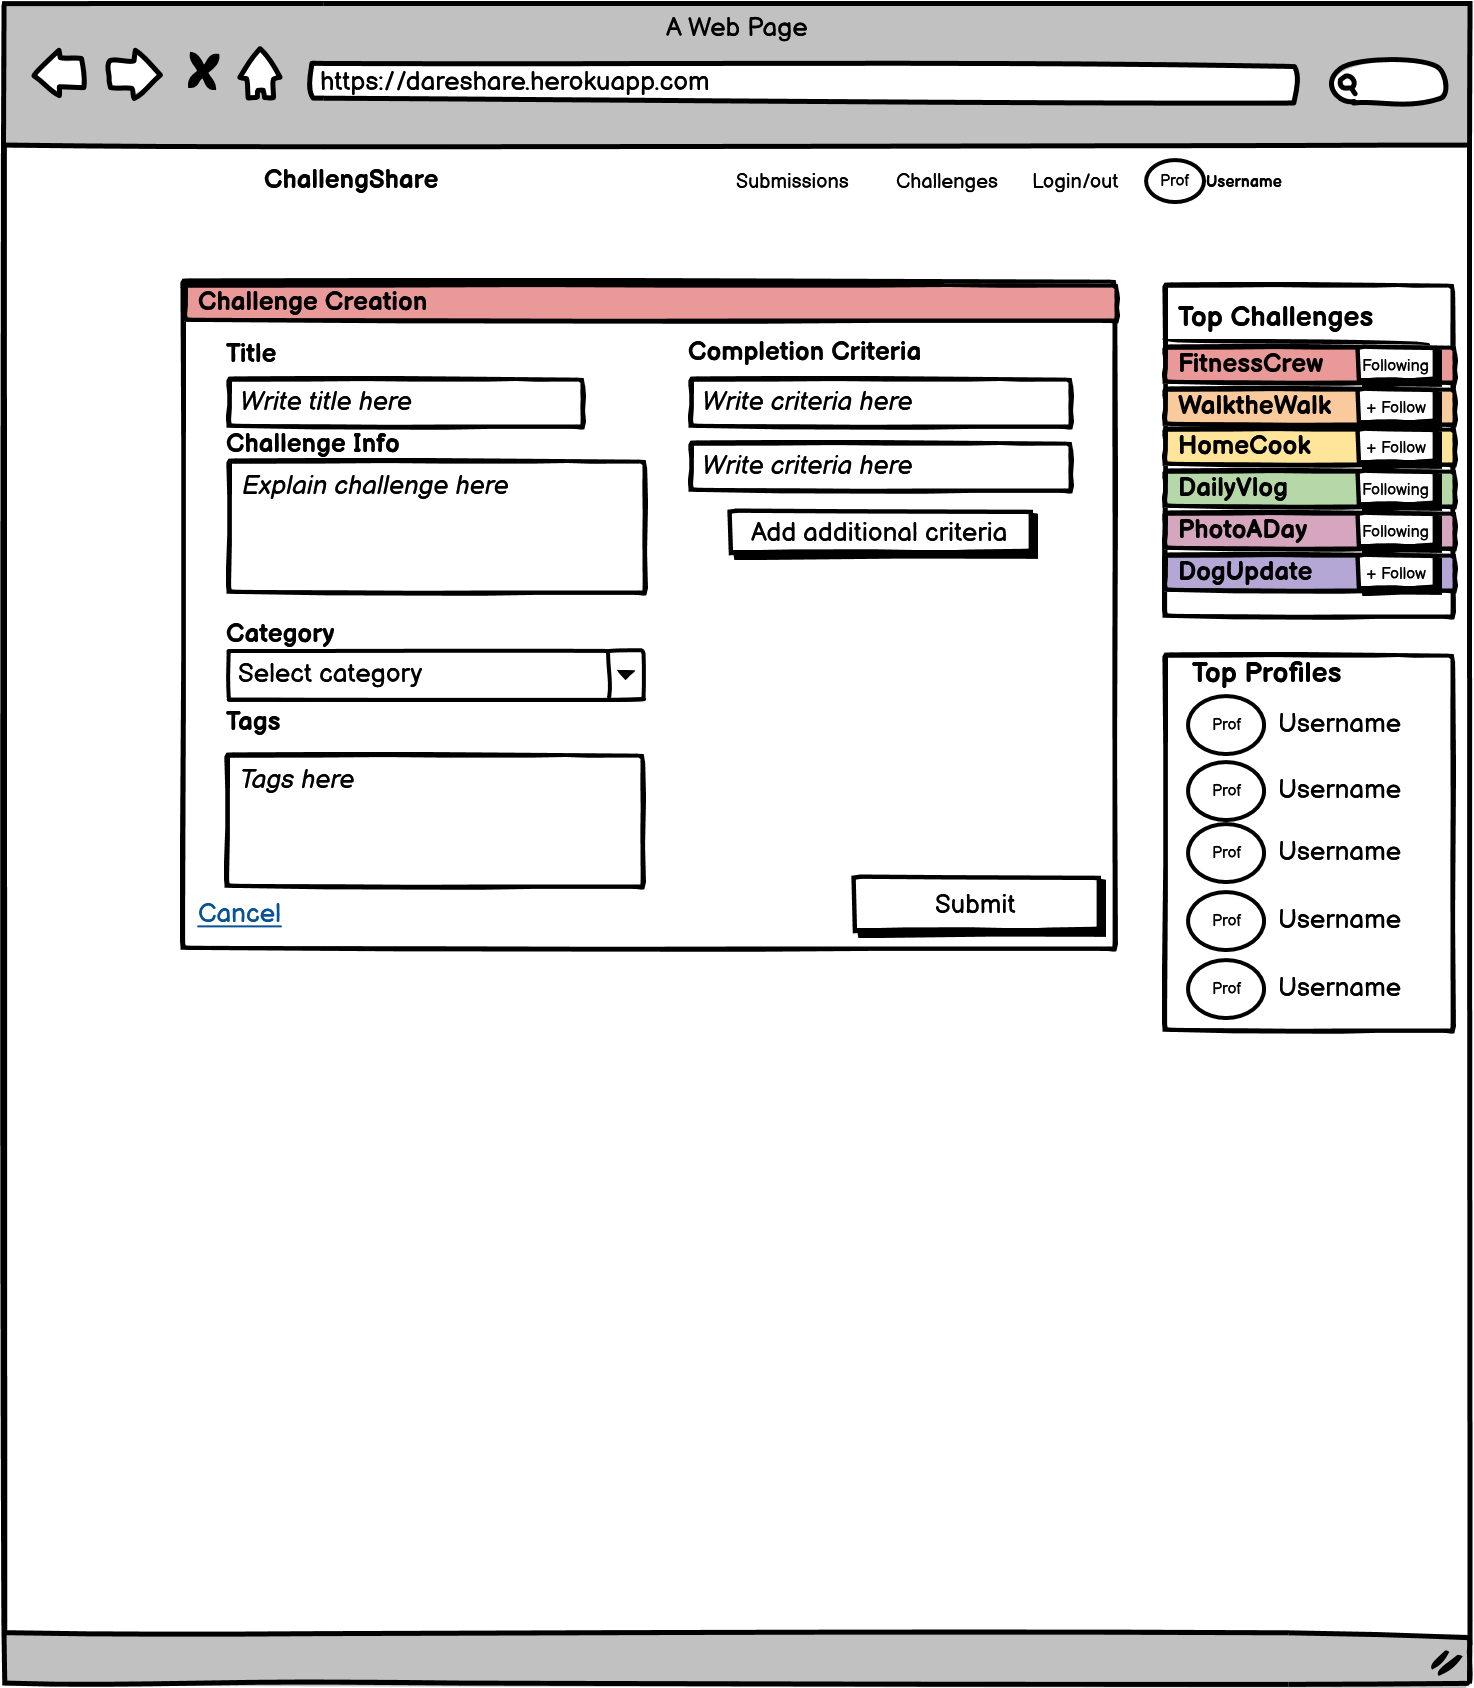 A Web Page
https://dareshare.herokuapp.com
ChallengShare
Submissions
Challenges
Login/out
Prof
Username
Challenge Creation
Title
Write title here
Challenge Info
Explain challenge here
Category
Select category
Tags
Tags here
Cancel
Completion Criteria
Write criteria here
Write criteria here
Add additional criteria
Submit
Top Challenges
FitnessCrew Following
WalktheWalk + Follow
HomeCook + Follow
DailyVlog Following
PhotoADay Following
DogUpdate + Follow
Top Profiles
Prof Username
Prof Username
Prof Username
Prof Username
Prof Username